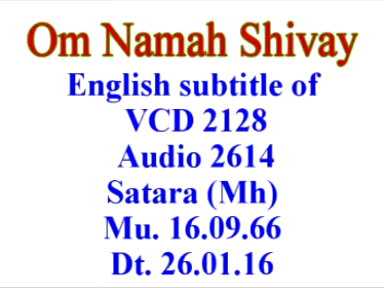 Om Namah Shivay
English subtitle of
VCD 2128
Audio 2614
Satara (Mh)
Mu. 16.09.66
Dt. 26.01.16